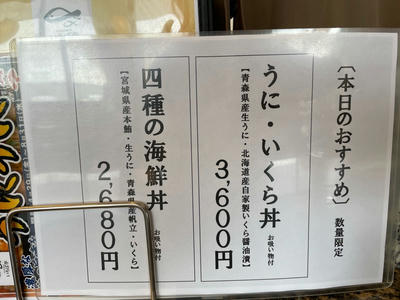 〔本日のおすすめ〕 数量限定
うに・いくら丼 お吸い物付
【青森県産生うに・北海道産自家製いくら醤油漬】
3,600円
四種の海鮮丼 お吸い物付
【宮城県産本鮪・生うに・青森県産帆立・いくら】
2,680円